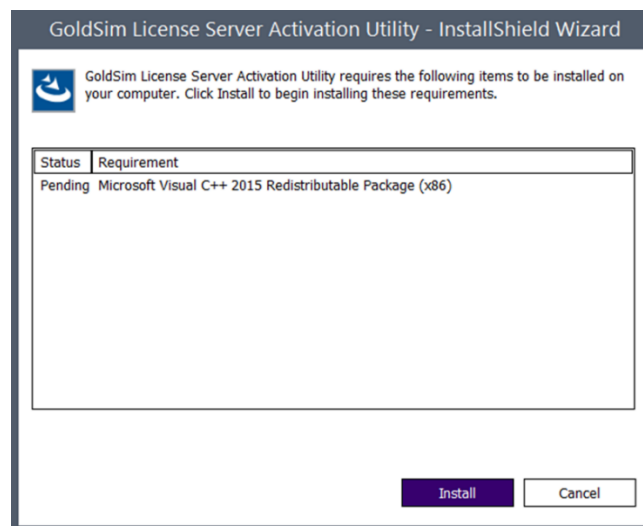 GoldSim License Server Activation Utility - InstallShield Wizard
GoldSim License Server Activation Utility requires the following items to be installed on
your computer. Click Install to begin installing these requirements.
Status Requirement
Pending Microsoft Visual C++ 2015 Redistributable Package (x86)
Install Cancel